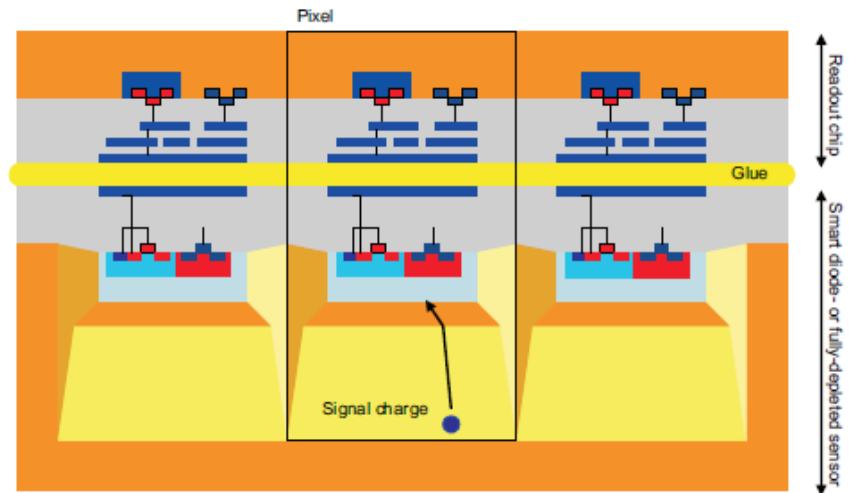 Pixel
Readout chip
Glue
Smart diode- or fully-depleted sensor
Signal charge